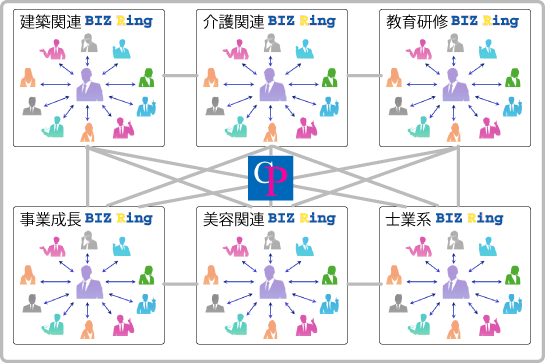 建築関連 BIZ Ring
介護関連 BIZ Ring
教育研修 BIZ Ring
CP
事業成長 BIZ Ring
美容関連 BIZ Ring
士業系 BIZ Ring